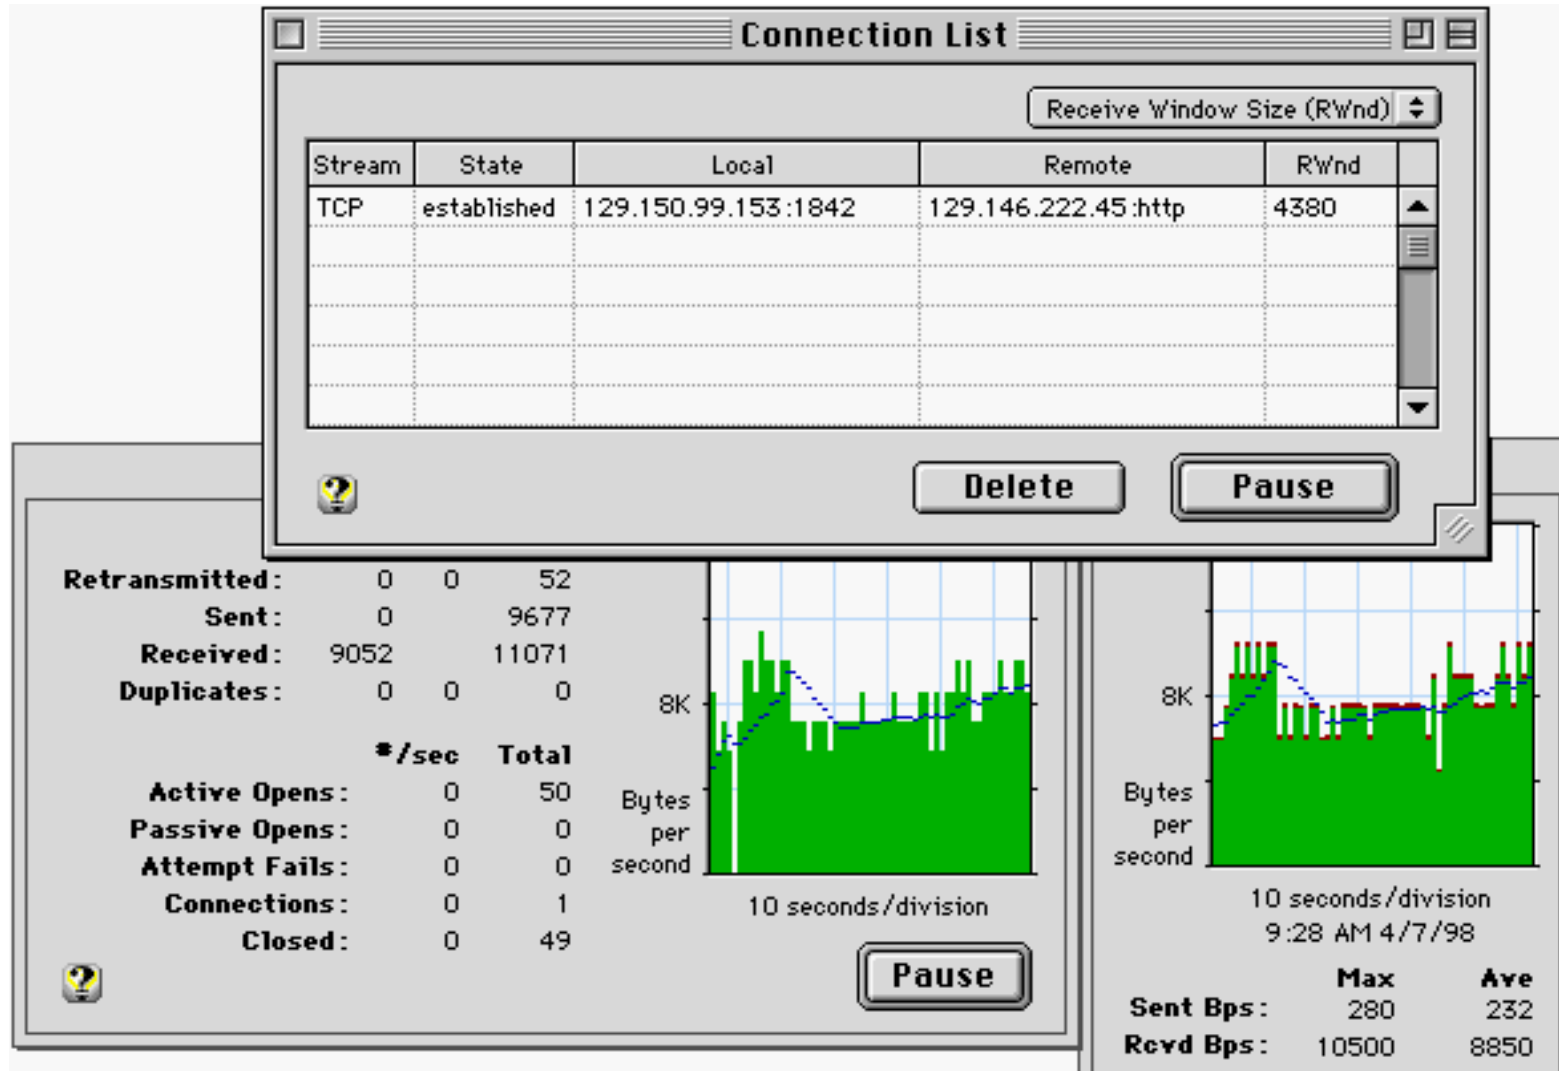 Connection List
Receive Window Size (RWnd)
Stream State Local Remote RWnd
TCP established 129.150.99.153:1842 129.146.222.45:http 4380
Delete Pause
Retransmitted: 0 0 52
Sent: 0 9677
Received: 9052 11071
Duplicates: 0 0 0
#/sec Total
Active Opens: 0 50
Passive Opens: 0 0
Attempt Fails: 0 0
Connections: 0 1
Closed: 0 49
8K
Bytes
per
second
10 seconds/division
Pause
8K
Bytes
per
second
10 seconds/division
9:28 AM 4/7/98
Max Ave
Sent Bps: 280 232
Rcvd Bps: 10500 8850